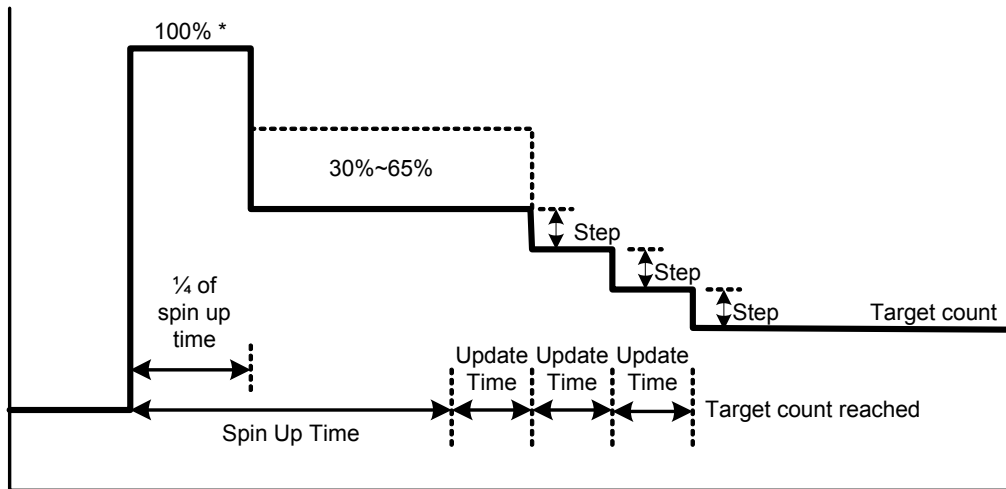 100% *
30%~65%
Step
Step
Step
¼ of
spin up
time
Target count
Update
Time
Update
Time
Update
Time
Spin Up Time
Target count reached